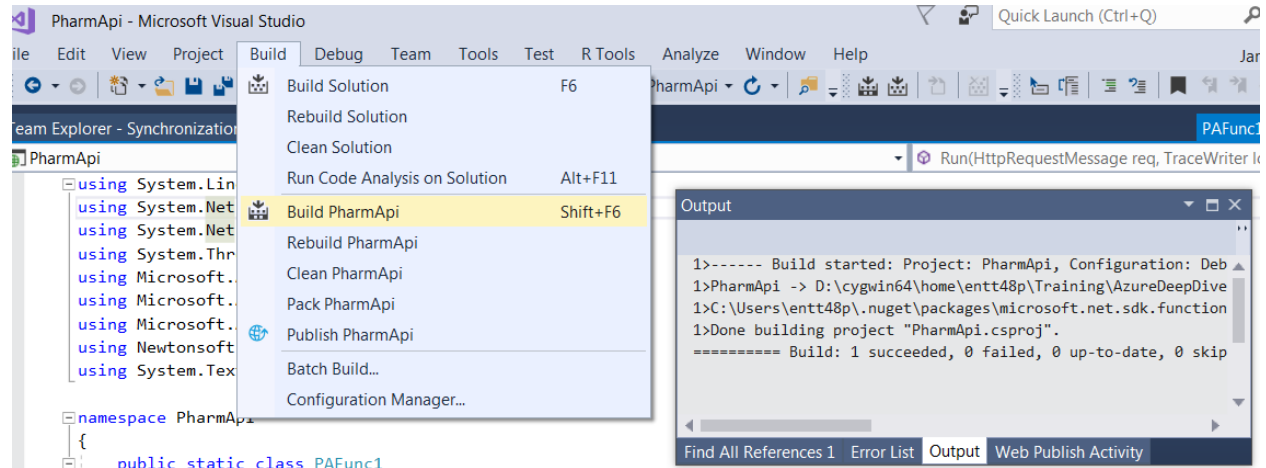 PharmApi - Microsoft Visual Studio
Quick Launch (Ctrl+Q)
ile Edit View Project Build Debug Team Tools Test R Tools Analyze Window Help
Jar
PharmApi
Team Explorer - Synchronization
PAFunc1
PharmApi
Run(HttpRequestMessage req, TraceWriter lo
Build Solution F6
Rebuild Solution
Clean Solution
Run Code Analysis on Solution Alt+F11
Build PharmApi Shift+F6
Rebuild PharmApi
Clean PharmApi
Pack PharmApi
Publish PharmApi
Batch Build...
Configuration Manager...
using System.Lin
using System.Net
using System.Net
using System.Thr
using Microsoft.
using Microsoft.
using Microsoft.
using Newtonsoft
using System.Tex
namespace PharmApi
{
public static class PAFunc1
Output
1>------ Build started: Project: PharmApi, Configuration: Deb
1>PharmApi -> D:\cygwin64\home\entt48p\Training\AzureDeepDive
1>C:\Users\entt48p\.nuget\packages\microsoft.net.sdk.function
1>Done building project "PharmApi.csproj".
========== Build: 1 succeeded, 0 failed, 0 up-to-date, 0 skip
Find All References 1 Error List Output Web Publish Activity